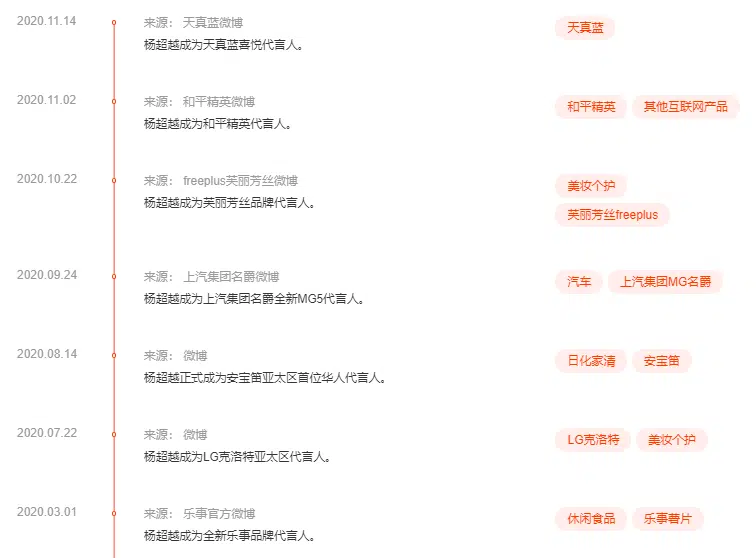 2020.11.14
来源： 天真蓝微博
天真蓝
杨超越成为天真蓝喜悦代言人。
2020.11.02
来源： 和平精英微博
和平精英 其他互联网产品
杨超越成为和平精英代言人。
2020.10.22
来源： freeplus芙丽芳丝微博
美妆个护
杨超越成为芙丽芳丝品牌代言人。
芙丽芳丝freeplus
2020.09.24
来源： 上汽集团名爵微博
汽车 上汽集团MG名爵
杨超越成为上汽集团名爵全新MG5代言人。
2020.08.14
来源： 微博
日化家清 安宝笛
杨超越正式成为安宝笛亚太区首位华人代言人。
2020.07.22
来源： 微博
LG克洛特 美妆个护
杨超越成为LG克洛特亚太区代言人。
2020.03.01
来源： 乐事官方微博
休闲食品 乐事薯片
杨超越成为全新乐事品牌代言人。